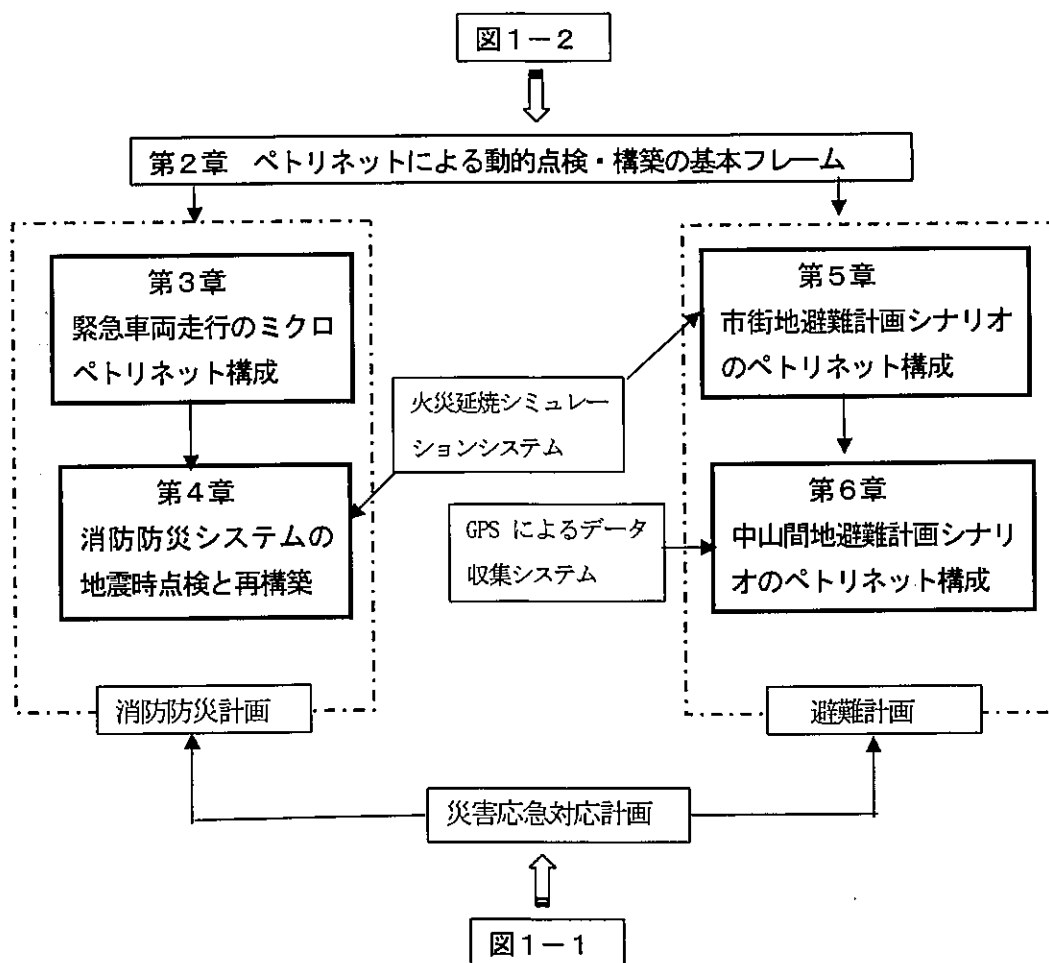 図1-2
第2章　ペトリネットによる動的点検・構築の基本フレーム
第3章
緊急車両走行のミクロ
ペトリネット構成
第5章
市街地避難計画シナリオ
のペトリネット構成
火災延焼シミュレー
ションシステム
第4章
消防防災システムの
地震時点検と再構築
GPS によるデータ
収集システム
第6章
中山間地避難計画シナリ
オのペトリネット構成
消防防災計画
避難計画
災害応急対応計画
図1-1